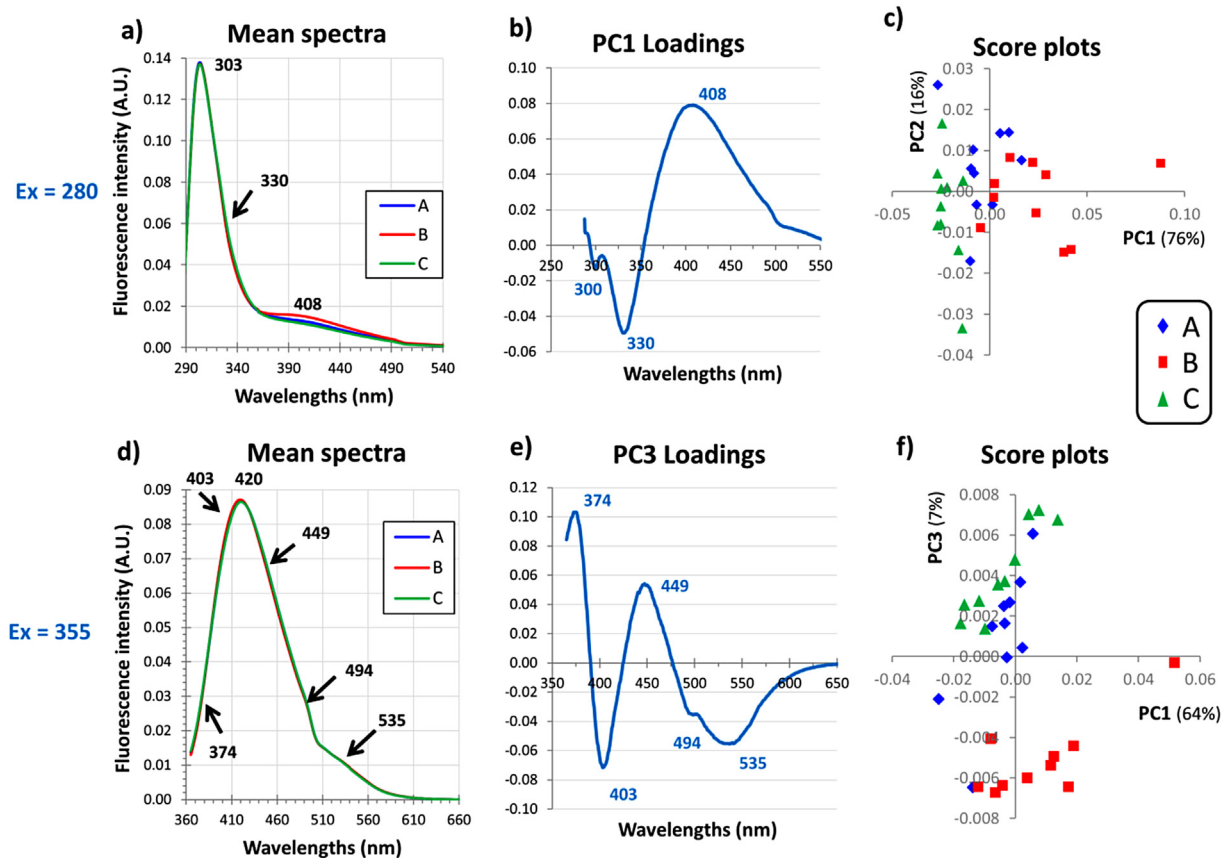 a)
Mean spectra
b)
PC1 Loadings
c)
Score plots
Ex = 280
Fluorescence intensity (A.U.)
0.14
0.12
0.10
0.08
0.06
0.04
0.02
0.00
303
330
408
A
B
C
290 340 390 440 490 540
Wavelengths (nm)
0.10
0.08
0.06
0.04
0.02
0.00
-0.02
-0.04
-0.06
408
250 300 350 400 450 500 550
300
330
Wavelengths (nm)
PC2 (16%)
0.03
0.02
0.01
0.00
-0.01
-0.02
-0.03
-0.04
-0.05 0.00 0.05 0.10
PC1 (76%)
A
B
C
d)
Mean spectra
e)
PC3 Loadings
f)
Score plots
Ex = 355
Fluorescence intensity (A.U.)
0.09
0.08
0.07
0.06
0.05
0.04
0.03
0.02
0.01
0.00
403 420
449
A
B
C
494
535
374
360 410 460 510 560 610 660
Wavelengths (nm)
0.12
0.10
0.08
0.06
0.04
0.02
0.00
-0.02
-0.04
-0.06
-0.08
-0.10
374
449
350 400 450 500 550 600 650
494
535
403
Wavelengths (nm)
PC3 (7%)
0.008
0.006
0.004
0.002
0.000
-0.002
-0.004
-0.006
-0.008
-0.04 -0.02 0.00 0.02 0.04 0.06
PC1 (64%)